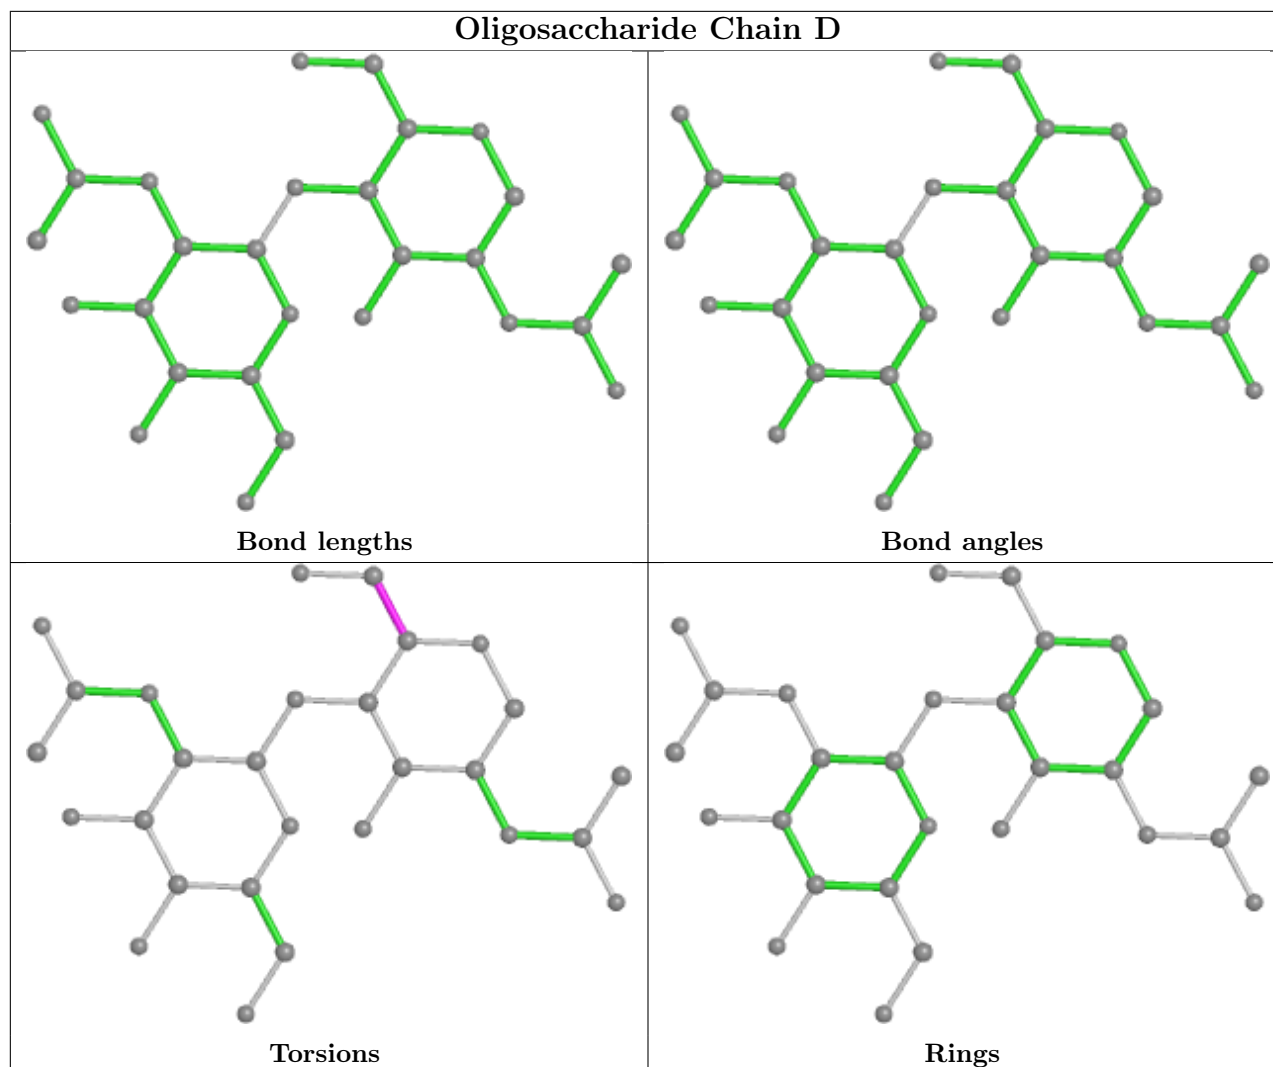 Oligosaccharide Chain D
Bond lengths
Bond angles
Torsions
Rings